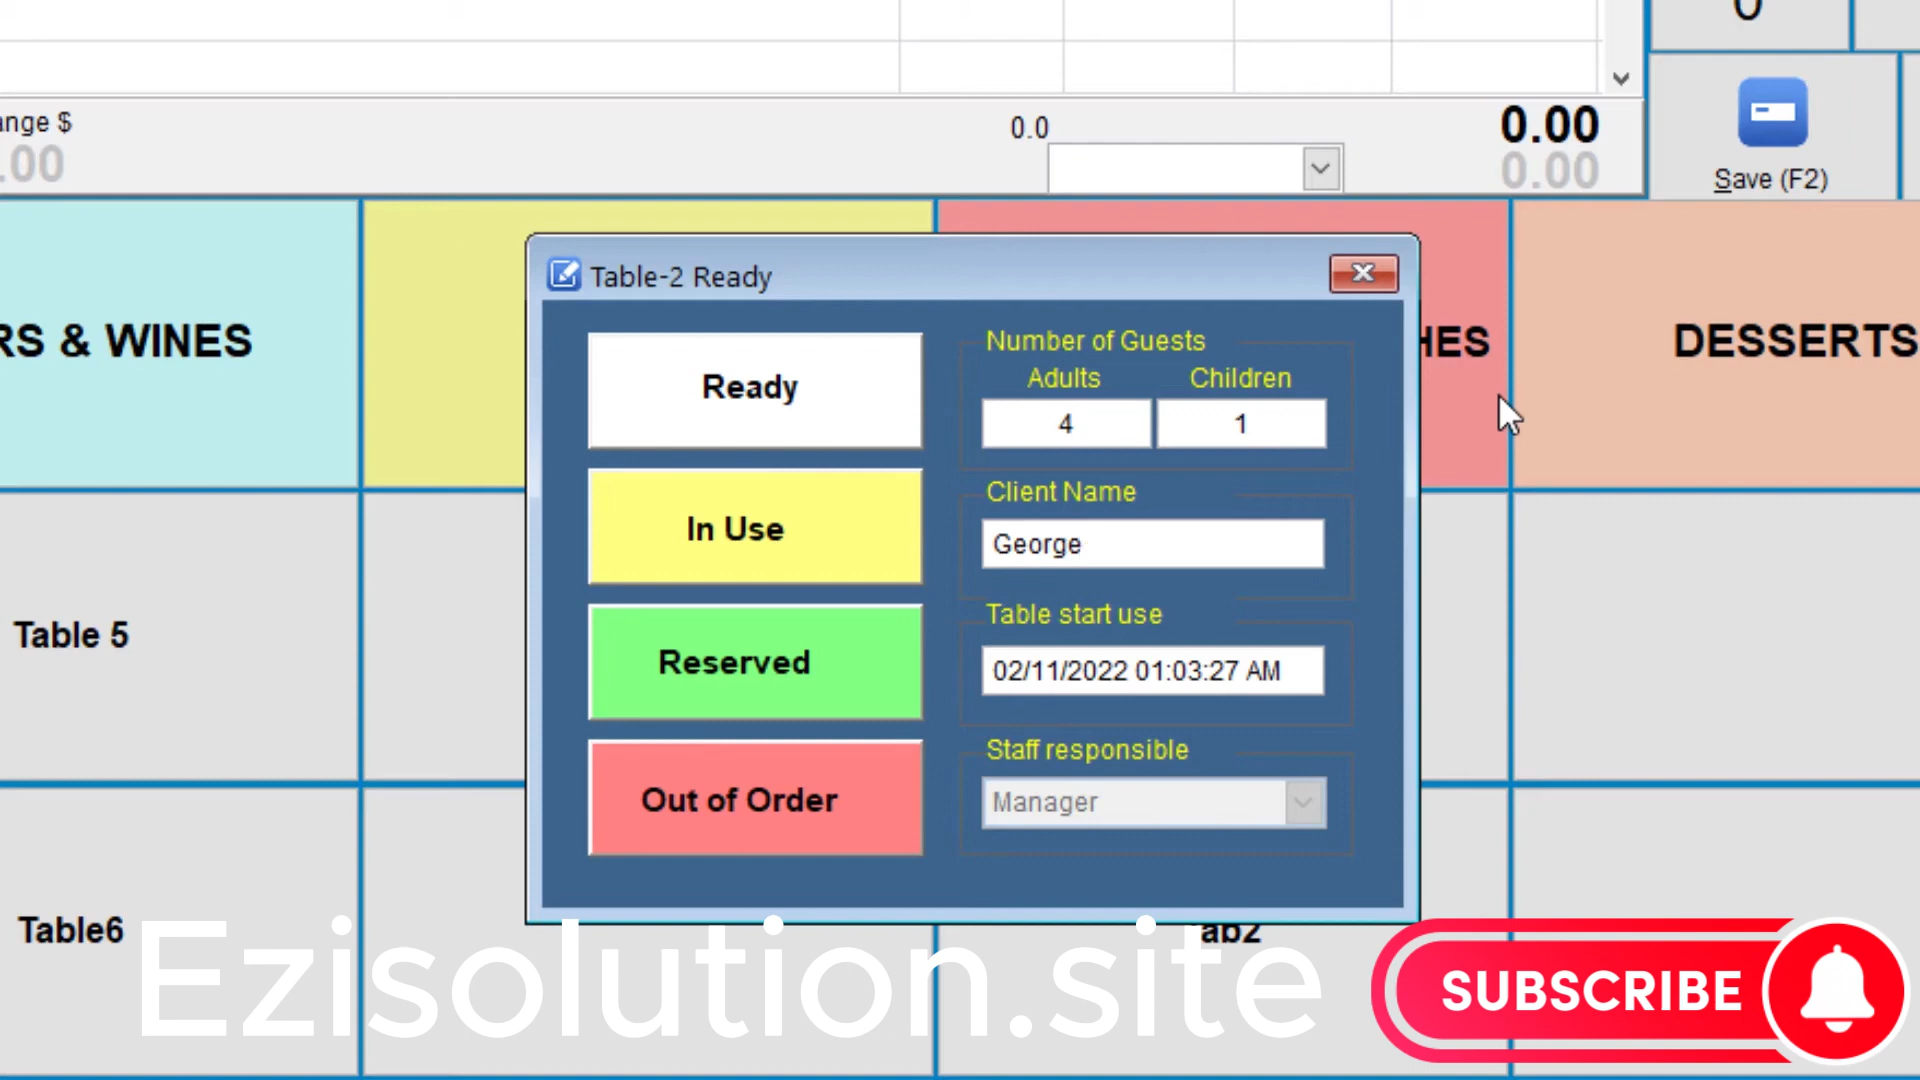 ange $
.00
0.0
0.00
0.00
Save (F2)
RS & WINES
HES
DESSERTS
Table-2 Ready
Ready
In Use
Reserved
Out of Order
Number of Guests
Adults Children
4 1
Client Name
George
Table start use
02/11/2022 01:03:27 AM
Staff responsible
Manager
Table 5
Table6
ab2
Ezisolution.site
SUBSCRIBE